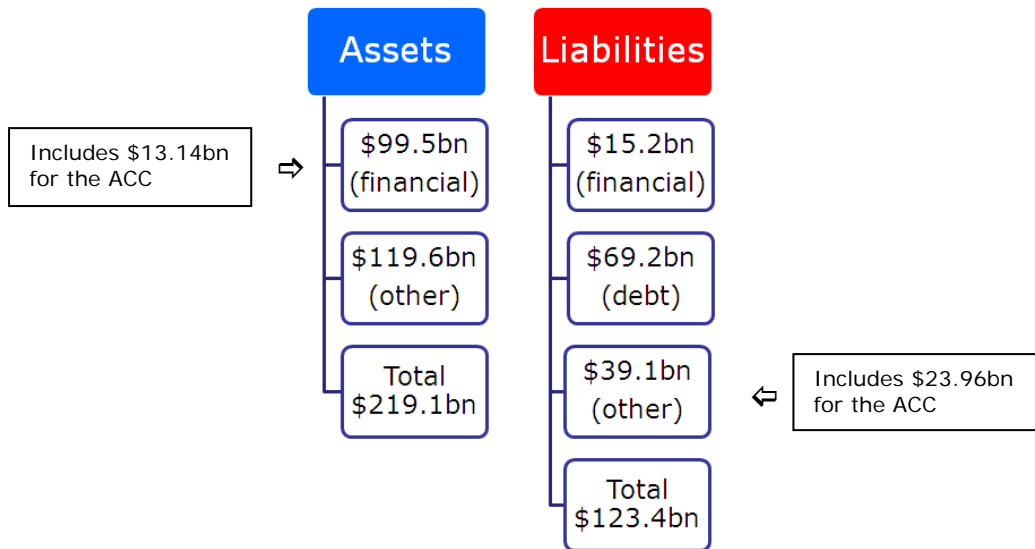 Assets
Liabilities
Includes $13.14bn
for the ACC
$99.5bn
(financial)
$15.2bn
(financial)
$119.6bn
(other)
$69.2bn
(debt)
Total
$219.1bn
$39.1bn
(other)
Includes $23.96bn
for the ACC
Total
$123.4bn